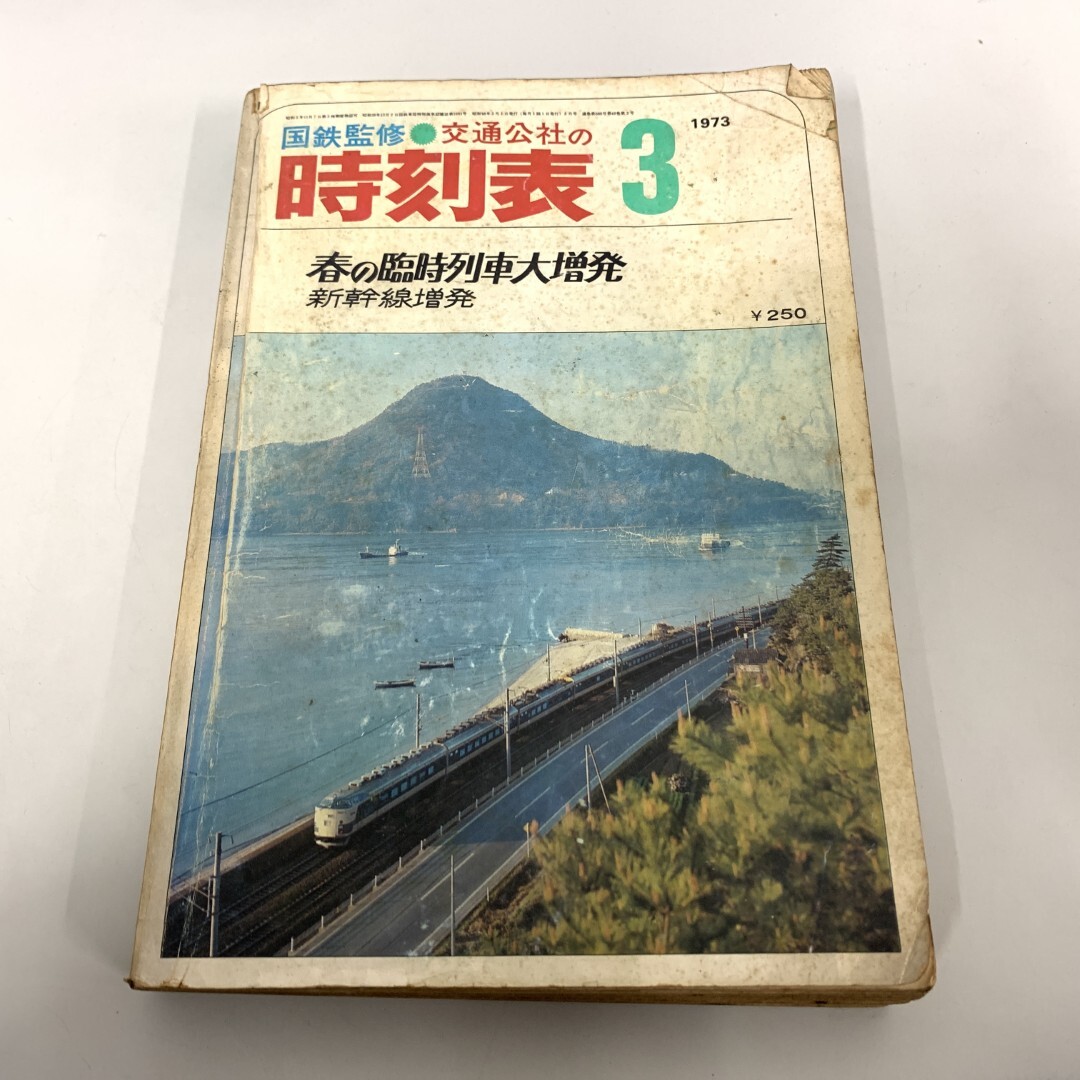 国鉄監修●交通公社の
時刻表 3 1973
春の臨時列車大増発
新幹線増発
￥250